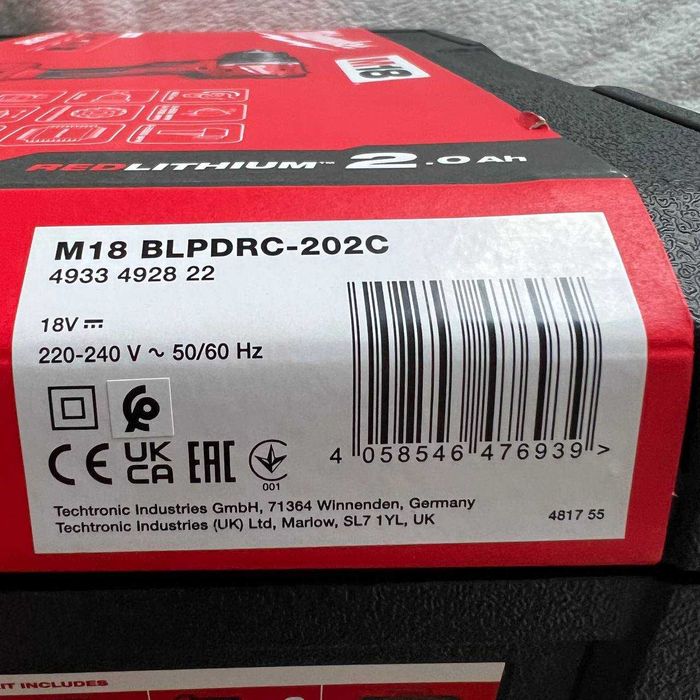 M18
REDLITHIUM™ 2.0 Ah
M18 BLPDRC-202C
4933 4928 22
18V
220-240 V ~ 50/60 Hz
CE UK CA EAC
001
4 058546 476939 >
Techtronic Industries GmbH, 71364 Winnenden, Germany
Techtronic Industries (UK) Ltd, Marlow, SL7 1YL, UK
4817 55
KIT INCLUDES